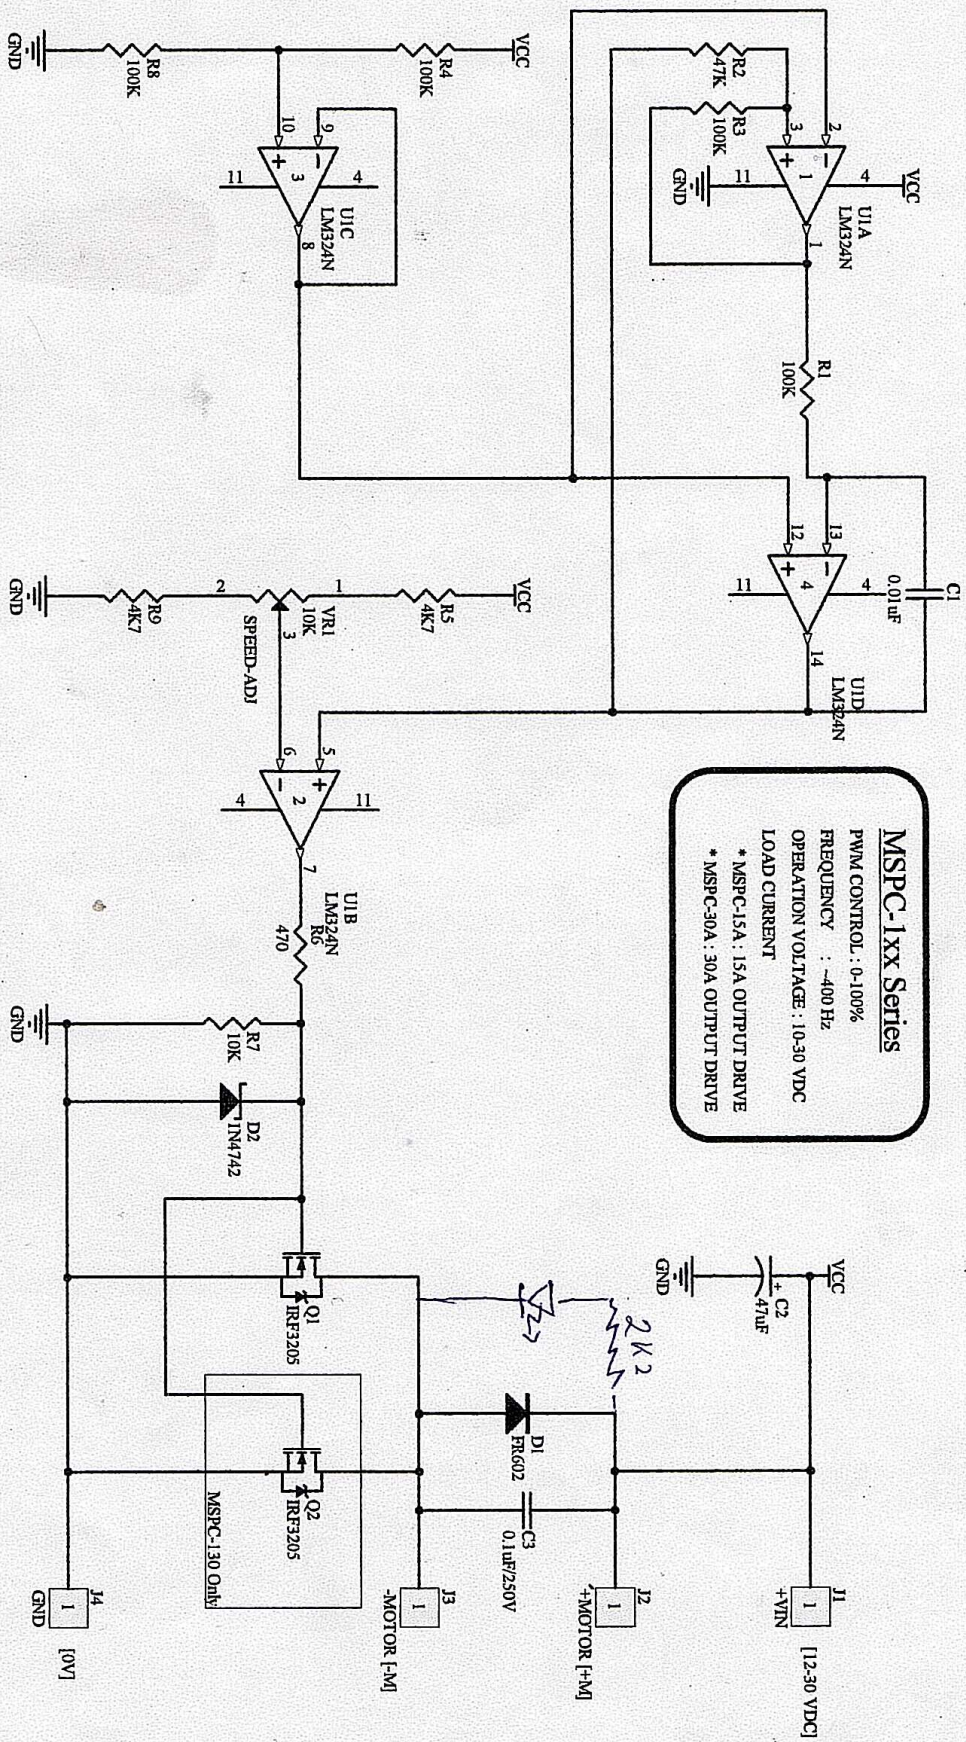 MSPC-1xx Series
PWM CONTROL : 0-100%
FREQUENCY : ~400 Hz
OPERATION VOLTAGE : 10-30 VDC
LOAD CURRENT
* MSPC-15A : 15A OUTPUT DRIVE
* MSPC-30A : 30A OUTPUT DRIVE
VCC
4
2
3
1
11
1
GND
U1A
LM324N
R2
47K
R3
100K
R1
100K
C1
0.01uF
13
12
4
4
11
14
U1D
LM324N
VCC
R4
100K
R8
100K
GND
9
10
3
4
11
8
U1C
LM324N
VCC
R5
4K7
1
VR1
10K
3
SPEED-ADJ
2
R9
4K7
GND
5
6
2
11
4
7
U1B
LM324N
R6
470
R7
10K
GND
D2
1N4742
Q1
IRF3205
Q2
IRF3205
MSPC-130 Only
VCC
+
C2
47uF
GND
2K2
D1
FR602
C3
0.1uF/250V
J1
1
+VIN
[12-30 VDC]
J2
1
+MOTOR [+M]
J3
1
-MOTOR [-M]
J4
1
GND
[0V]